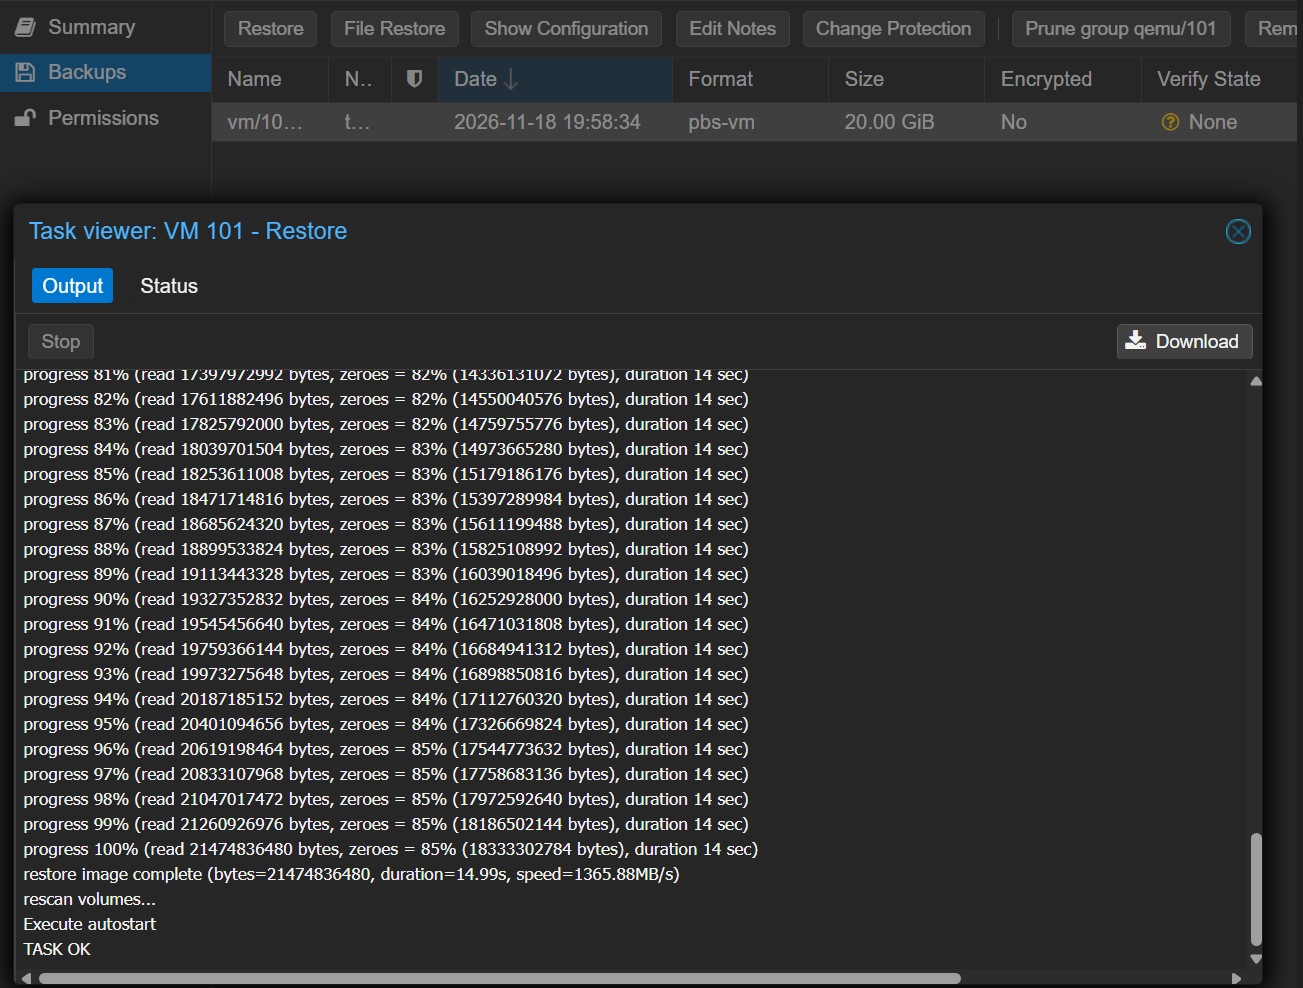 Summary
Backups
Permissions
Restore File Restore Show Configuration Edit Notes Change Protection Prune group qemu/101 Rem
Name N.. Date Format Size Encrypted Verify State
vm/10... t... 2026-11-18 19:58:34 pbs-vm 20.00 GiB No None
Task viewer: VM 101 - Restore
Output Status
Stop Download
progress 81% (read 17397972992 bytes, zeroes = 82% (14336131072 bytes), duration 14 sec)
progress 82% (read 17611882496 bytes, zeroes = 82% (14550040576 bytes), duration 14 sec)
progress 83% (read 17825792000 bytes, zeroes = 82% (14759755776 bytes), duration 14 sec)
progress 84% (read 18039701504 bytes, zeroes = 83% (14973665280 bytes), duration 14 sec)
progress 85% (read 18253611008 bytes, zeroes = 83% (15179186176 bytes), duration 14 sec)
progress 86% (read 18471714816 bytes, zeroes = 83% (15397289984 bytes), duration 14 sec)
progress 87% (read 18685624320 bytes, zeroes = 83% (15611199488 bytes), duration 14 sec)
progress 88% (read 18899533824 bytes, zeroes = 83% (15825108992 bytes), duration 14 sec)
progress 89% (read 19113443328 bytes, zeroes = 83% (16039018496 bytes), duration 14 sec)
progress 90% (read 19327352832 bytes, zeroes = 84% (16252928000 bytes), duration 14 sec)
progress 91% (read 19545456640 bytes, zeroes = 84% (16471031808 bytes), duration 14 sec)
progress 92% (read 19759366144 bytes, zeroes = 84% (16684941312 bytes), duration 14 sec)
progress 93% (read 19973275648 bytes, zeroes = 84% (16898850816 bytes), duration 14 sec)
progress 94% (read 20187185152 bytes, zeroes = 84% (17112760320 bytes), duration 14 sec)
progress 95% (read 20401094656 bytes, zeroes = 84% (17326669824 bytes), duration 14 sec)
progress 96% (read 20619198464 bytes, zeroes = 85% (17544773632 bytes), duration 14 sec)
progress 97% (read 20833107968 bytes, zeroes = 85% (17758683136 bytes), duration 14 sec)
progress 98% (read 21047017472 bytes, zeroes = 85% (17972592640 bytes), duration 14 sec)
progress 99% (read 21260926976 bytes, zeroes = 85% (18186502144 bytes), duration 14 sec)
progress 100% (read 21474836480 bytes, zeroes = 85% (18333302784 bytes), duration 14 sec)
restore image complete (bytes=21474836480, duration=14.99s, speed=1365.88MB/s)
rescan volumes...
Execute autostart
TASK OK